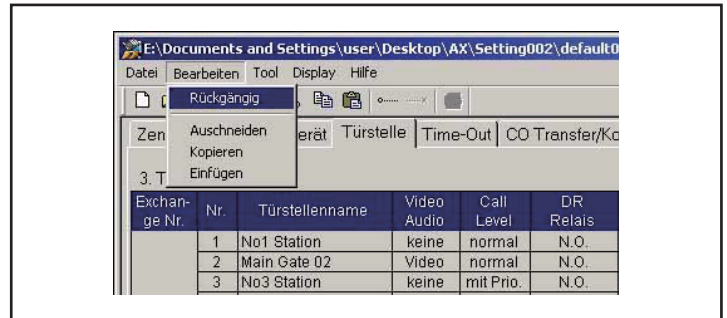 E:\Documents and Settings\user\Desktop\AX\Setting002\default0
Datei Bearbeiten Tool Display Hilfe
Rückgängig
Auschneiden
Kopieren
Einfügen
Zen erät Türstelle Time-Out CO Transfer/Ko
3. T
Exchan-
ge Nr. Nr. Türstellenname Video
Audio Call
Level DR
Relais
1 No1 Station keine normal N.O.
2 Main Gate 02 Video normal N.O.
3 No3 Station keine mit Prio. N.O.